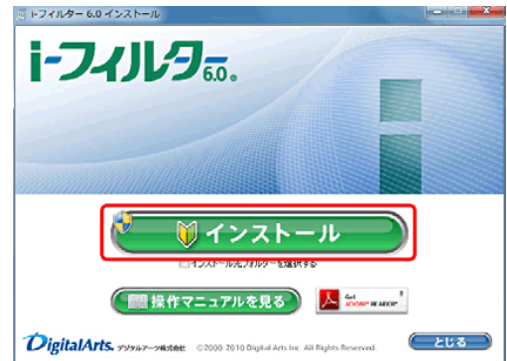 i-フィルター 6.0 インストール
i-フィルター 6.0。
インストール
インストール先フォルダーを選択する
操作マニュアルを見る
Get ADOBE® READER®
DigitalArts. デジタルアーツ株式会社 ©2000-2010 Digital Arts Inc. All Rights Reserved.
とじる